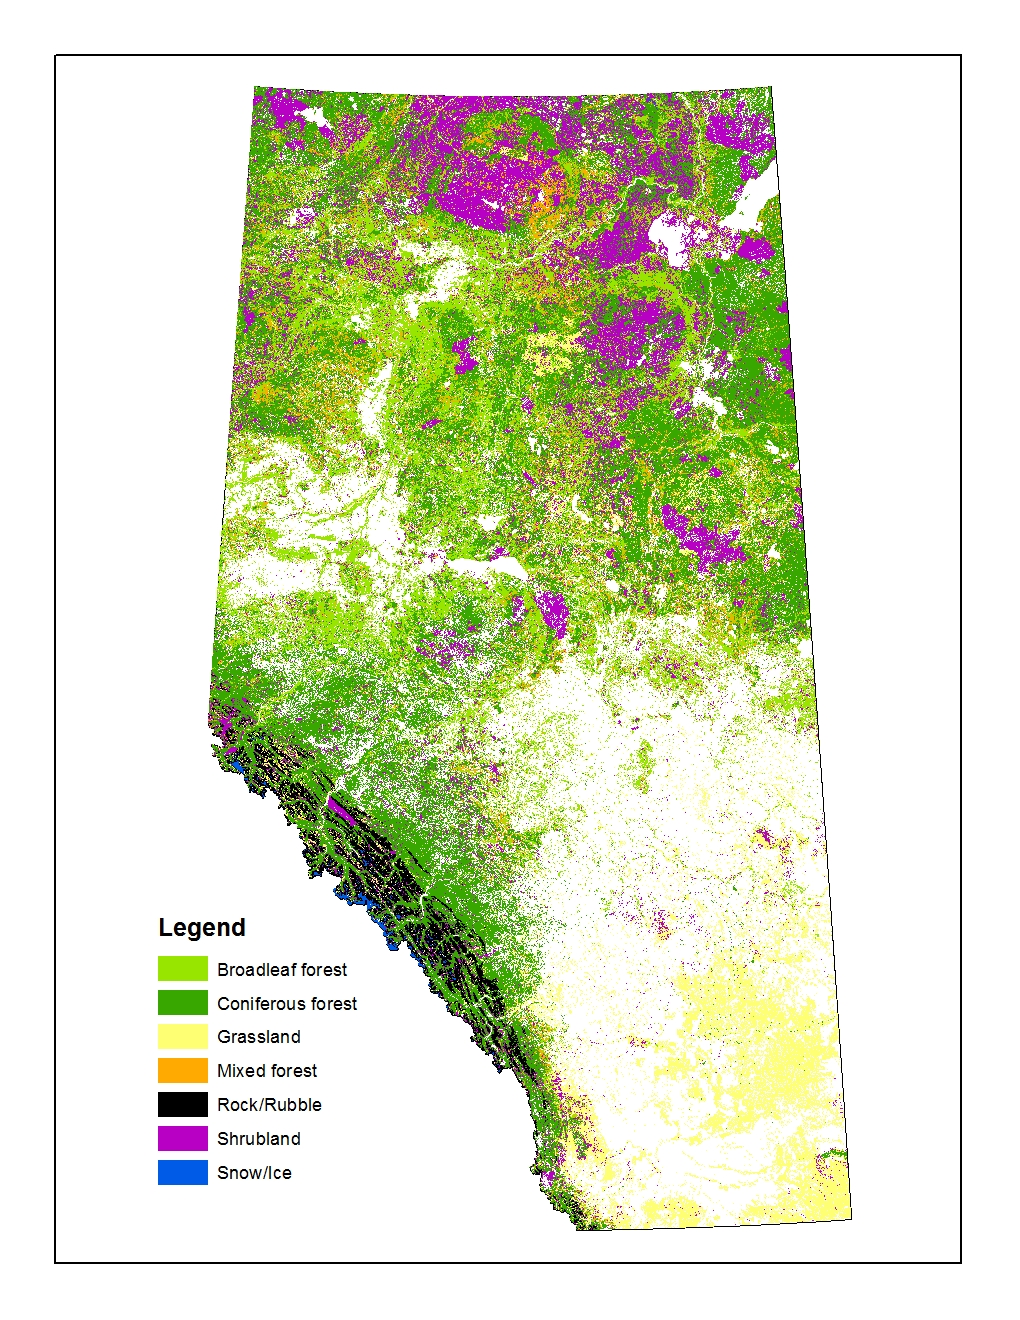 Legend
Broadleaf forest
Coniferous forest
Grassland
Mixed forest
Rock/Rubble
Shrubland
Snow/Ice